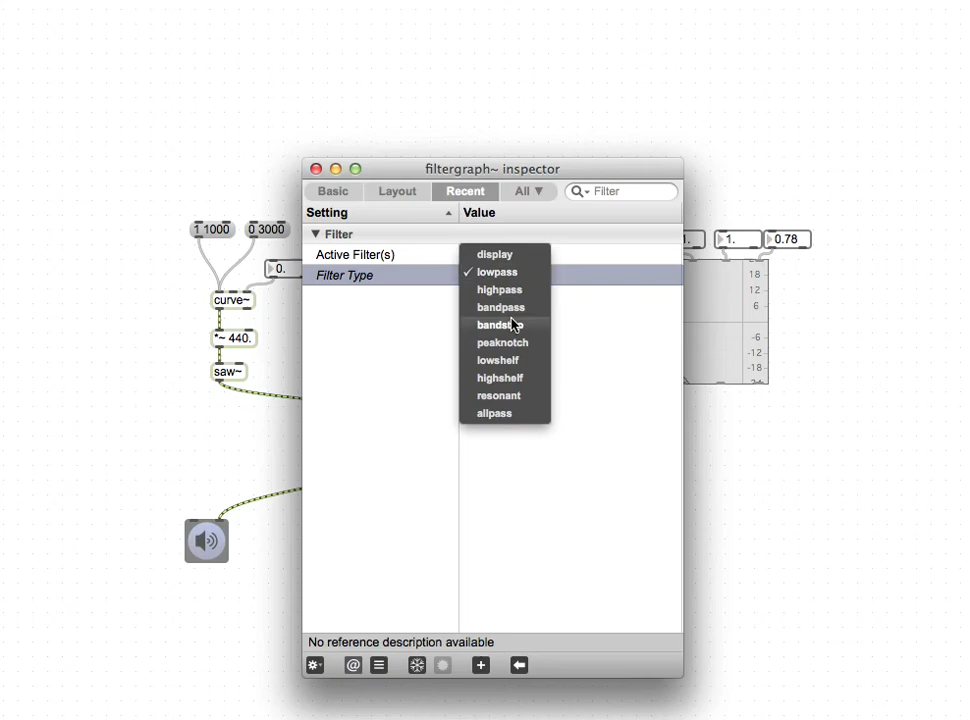 filtergraph~ inspector
Basic Layout Recent All ▼ Filter
Setting Value
▼ Filter
Active Filter(s)
Filter Type
display
✓ lowpass
highpass
bandpass
bandstop
peaknotch
lowshelf
highshelf
resonant
allpass
No reference description available
1 1000 0 3000
0.
curve~
*~ 440.
saw~
1. 1. 0.78
18
12
6
-6
-12
-18